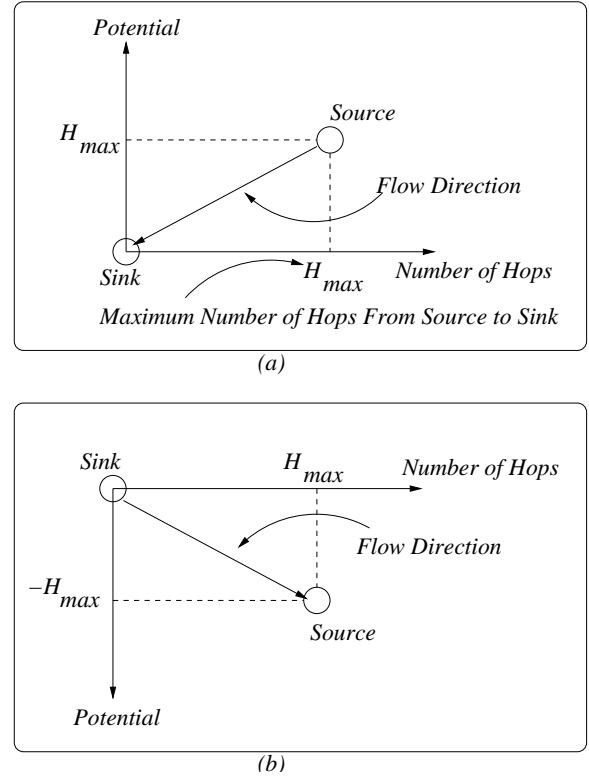 Potential
Source
H max
Flow Direction
Sink
H max
Number of Hops
Maximum Number of Hops From Source to Sink
(a)
Sink
H max
Number of Hops
Flow Direction
−H max
Source
Potential
(b)